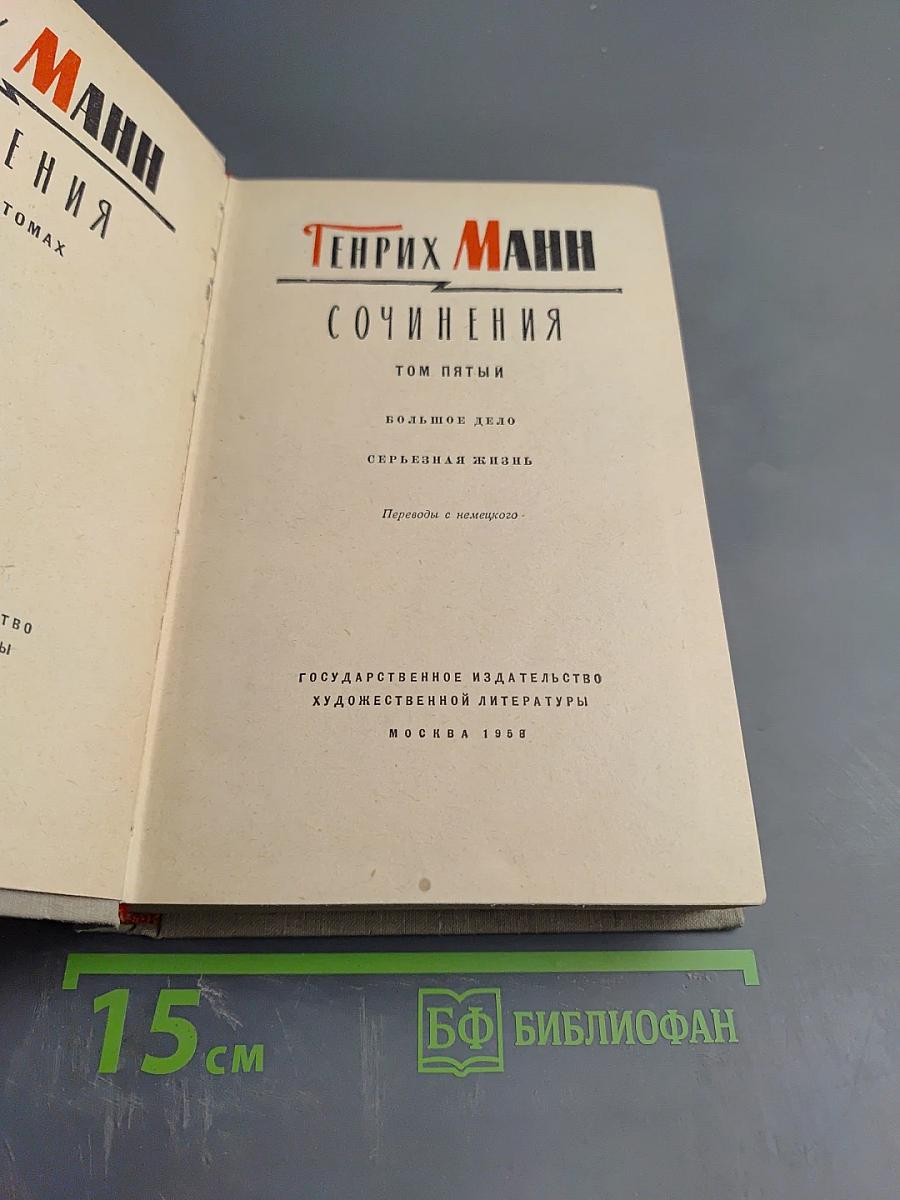 МАНН
ЕНИЯ
ТОМАХ
ТВО
Ы
ГЕНРИХ МАНН
СОЧИНЕНИЯ
ТОМ ПЯТЫЙ
БОЛЬШОЕ ДЕЛО
СЕРЬЕЗНАЯ ЖИЗНЬ
Переводы с немецкого
ГОСУДАРСТВЕННОЕ ИЗДАТЕЛЬСТВО
ХУДОЖЕСТВЕННОЙ ЛИТЕРАТУРЫ
МОСКВА 1958
15 см
БФ БИБЛИОФАН